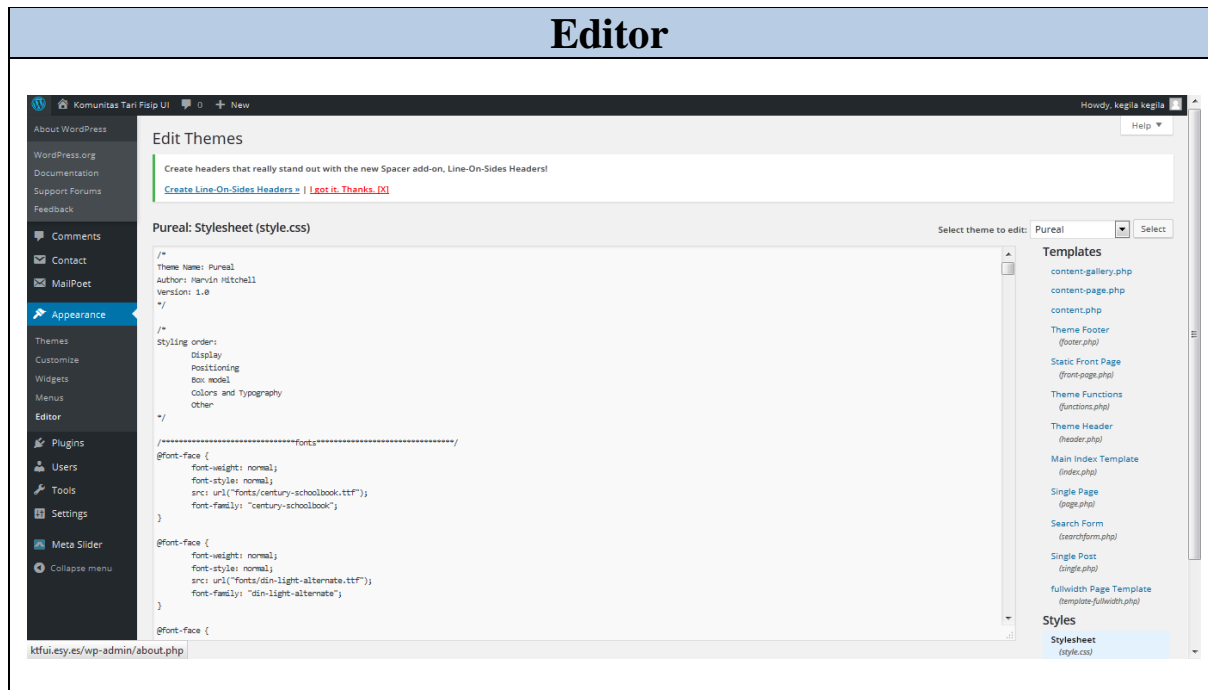 Editor
Komunitas Tari Fisip UI 0 + New Howdy, kegila kegila
About WordPress
WordPress.org
Documentation
Support Forums
Feedback
Comments
Contact
MailPoet
Appearance
Themes
Customize
Widgets
Menus
Editor
Plugins
Users
Tools
Settings
Meta Slider
Collapse menu
Help
Edit Themes
Create headers that really stand out with the new Spacer add-on, Line-On-Sides Headers!
Create Line-On-Sides Headers » | I got it. Thanks. [X]
Pureal: Stylesheet (style.css)
Select theme to edit: Pureal Select
/*
Theme Name: Pureal
Author: Marvin Mitchell
Version: 1.0
*/
/*
Styling order:
Display
Positioning
Box model
Colors and Typography
Other
*/
/*******************************fonts********************************/
@font-face {
font-weight: normal;
font-style: normal;
src: url("fonts/century-schoolbook.ttf");
font-family: "century-schoolbook";
}
@font-face {
font-weight: normal;
font-style: normal;
src: url("fonts/din-light-alternate.ttf");
font-family: "din-light-alternate";
}
@font-face {
Templates
content-gallery.php
content-page.php
content.php
Theme Footer
(footer.php)
Static Front Page
(front-page.php)
Theme Functions
(functions.php)
Theme Header
(header.php)
Main Index Template
(index.php)
Single Page
(page.php)
Search Form
(searchform.php)
Single Post
(single.php)
fullwidth Page Template
(template-fullwidth.php)
Styles
Stylesheet
(style.css)
ktfui.esy.es/wp-admin/about.php